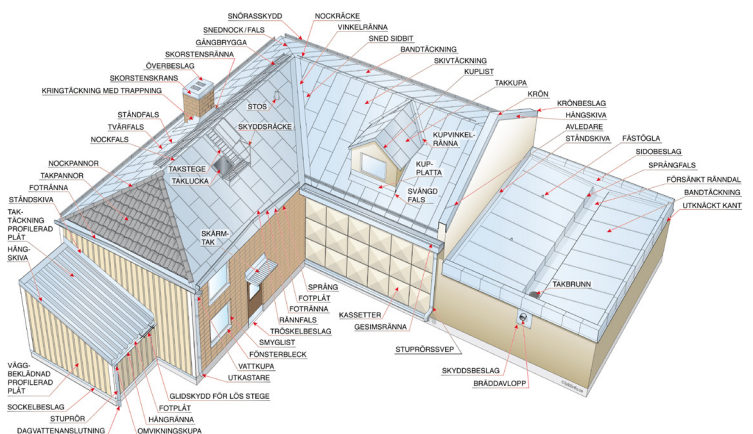 SNÖRASSKYDD
NOCKRÄCKE
SNEDNOCK/FALS
VINKELRÄNNA
GÅNGBRYGGA
SNED SIDBIT
SKORSTENSRÄNNA
BANDTÄCKNING
ÖVERBESLAG
SKIVTÄCKNING
SKORSTENSKRANS
KUPLIST
KRINGTÄCKNING MED TRAPPNING
TAKKUPA
KRÖN
STOS
KRÖNBESLAG
STÅNDFALS
HÄNGSKIVA
SKYDDSRÄCKE
AVLEDARE
TVÄRFALS
KUPVINKEL-
RÄNNA
STÅNDSKIVA
NOCKFALS
FÄSTÖGLA
SIDOBESLAG
NOCKPANNOR
TAKSTEGE
KUP-
PLATTA
SPRÅNGFALS
TAKPANNOR
TAKLUCKA
FÖRSÄNKT RÄNNDAL
FOTRÄNNA
SVÄNGD
FALS
BANDTÄCKNING
STÅNDSKIVA
UTKNÄCKT KANT
TAK-
TÄCKNING
PROFILERAD
PLÅT
SKÄRM-
TAK
HÄNG-
SKIVA
TAKBRUNN
SPRÅNG
FOTPLÅT
FOTRÄNNA
KASSETTER
RÄNNFALS
GESIMSRÄNNA
TRÖSKELBESLAG
SMYGLIST
STUPRÖRSSVEP
FÖNSTERBLECK
VÄGG-
BEKLÄDNAD
PROFILERAD
PLÅT
VATTKUPA
SKYDDSBESLAG
UTKASTARE
BRÄDDAVLOPP
GLIDSKYDD FÖR LÖS STEGE
SOCKELBESLAG
FOTPLÅT
STUPRÖR
HÄNGRÄNNA
DAGVATTENANSLUTNING
OMVIKNINGSKUPA